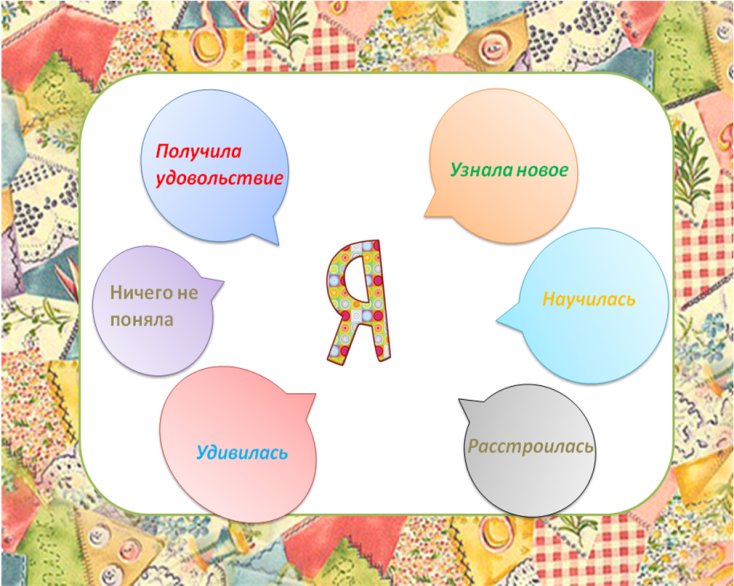 Получила
удовольствие
Узнала новое
Ничего не
поняла
Я
Научилась
Удивилась
Расстроилась